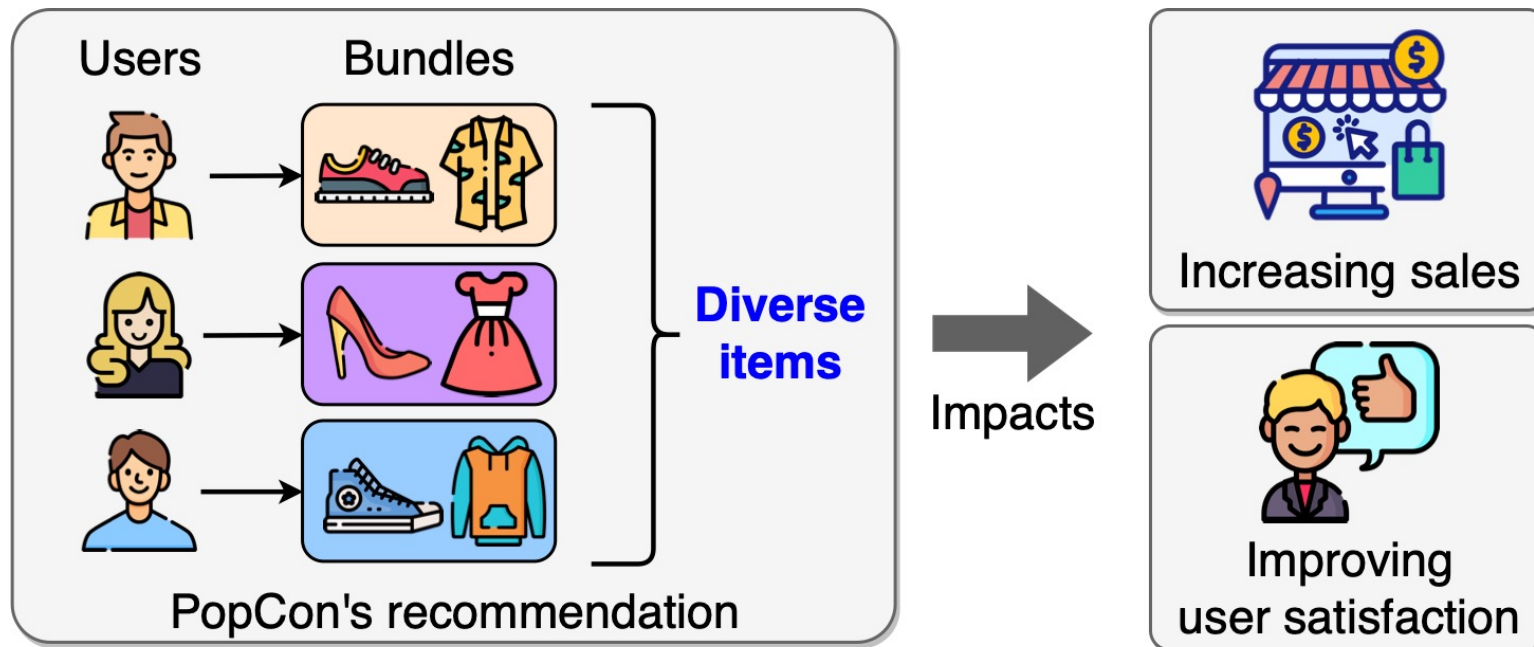 Users
Bundles
Diverse
items
PopCon's recommendation
Impacts
$
$
Increasing sales
Improving
user satisfaction